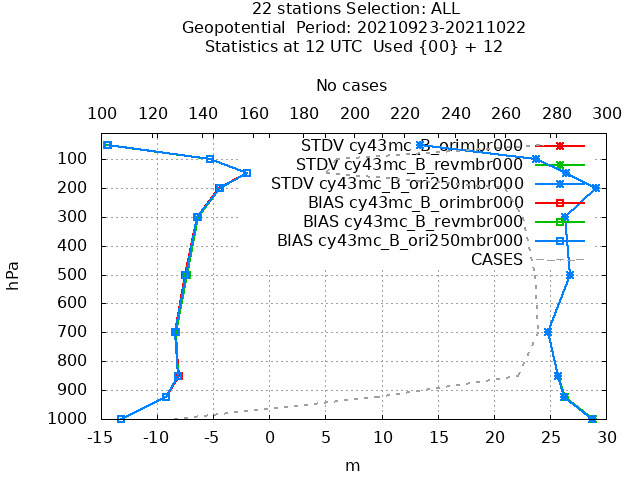 22 stations Selection: ALL
Geopotential  Period: 20210923-20211022
Statistics at 12 UTC  Used {00} + 12
No cases
100 120 140 160 180 200 220 240 260 280 300
STDV cy43mc_B_orimbr000
STDV cy43mc_B_revmbr000
STDV cy43mc_B_ori250mbr000
BIAS cy43mc_B_orimbr000
BIAS cy43mc_B_revmbr000
BIAS cy43mc_B_ori250mbr000
CASES
hPa
100
200
300
400
500
600
700
800
900
1000
-15 -10 -5 0 5 10 15 20 25 30
m